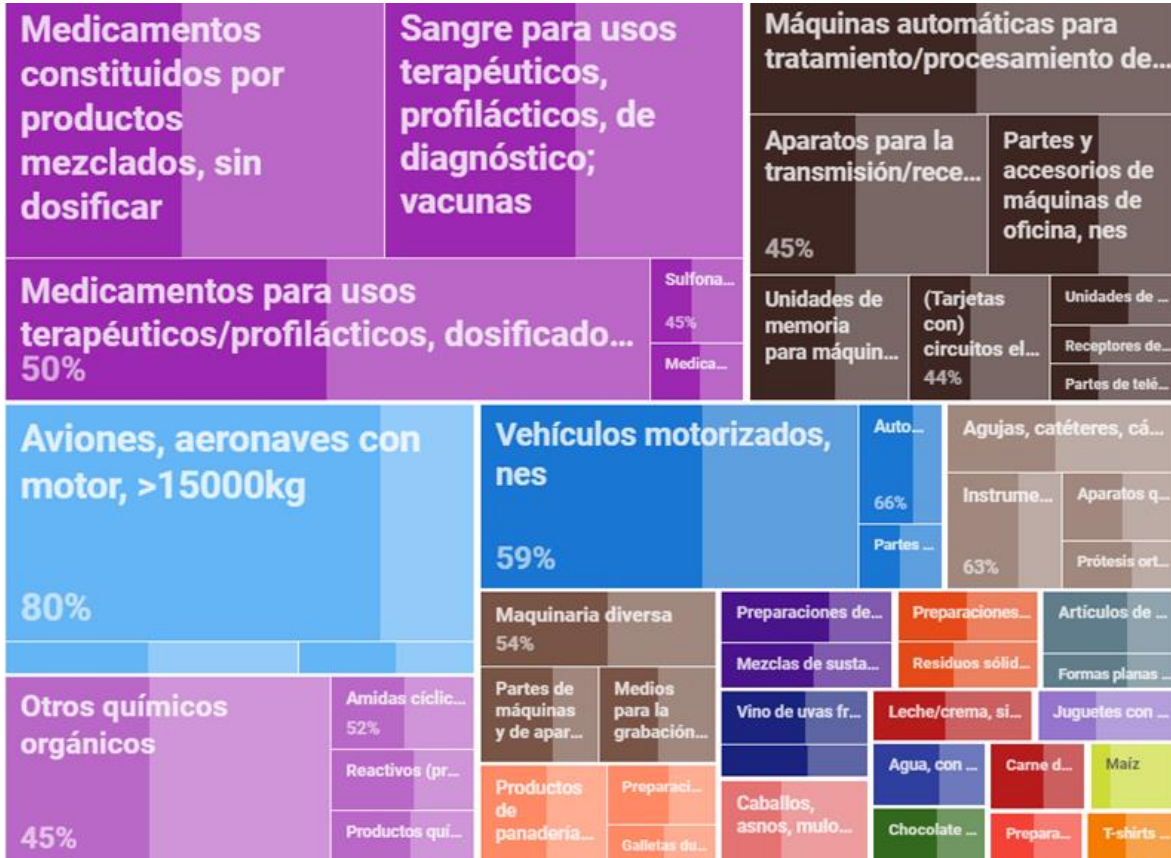 Medicamentos
constituidos por
productos
mezclados, sin
dosificar
Sangre para usos
terapéuticos,
profilácticos, de
diagnóstico;
vacunas
Medicamentos para usos
terapéuticos/profilácticos, dosificado...
50%
Sulfona...
45%
Medica...
Máquinas automáticas para
tratamiento/procesamiento de...
Aparatos para la
transmisión/rece...
45%
Partes y
accesorios de
máquinas de
oficina, nes
Unidades de
memoria
para máquin...
(Tarjetas
con)
circuitos el...
44%
Unidades de ...
Receptores de...
Partes de telé...
Aviones, aeronaves con
motor, >15000kg
80%
Vehículos motorizados,
nes
59%
Auto...
66%
Partes ...
Agujas, catéteres, cá...
Instrume...
63%
Aparatos q...
Prótesis ort...
Otros químicos
orgánicos
45%
Amidas cíclic...
52%
Reactivos (pr...
Productos quí...
Maquinaria diversa
54%
Partes de
máquinas
y de apar...
Medios
para la
grabación...
Productos
de
panadería...
Preparaci...
Galletas du...
Preparaciones de...
Mezclas de susta...
Preparaciones...
Residuos sólid...
Artículos de ...
Formas planas ...
Vino de uvas fr...
Leche/crema, si...
Juguetes con ...
Caballos,
asnos, mulo...
Agua, con ...
Carne d...
Maíz
Chocolate ...
Prepara...
T-shirts ...